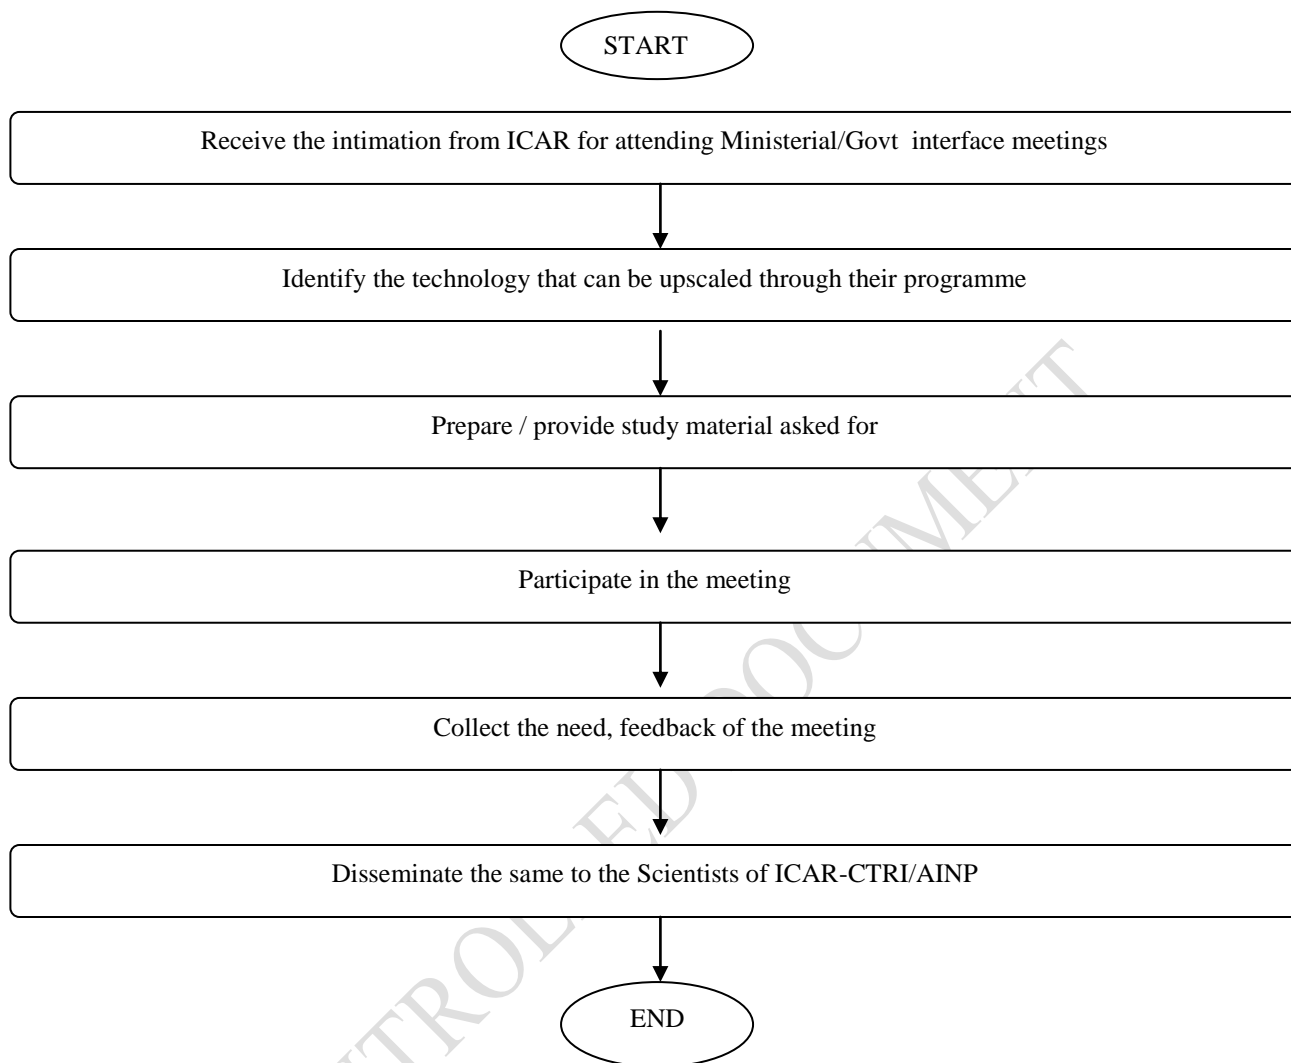 START
Receive the intimation from ICAR for attending Ministerial/Govt interface meetings
Identify the technology that can be upscaled through their programme
Prepare / provide study material asked for
Participate in the meeting
Collect the need, feedback of the meeting
Disseminate the same to the Scientists of ICAR-CTRI/AINP
END